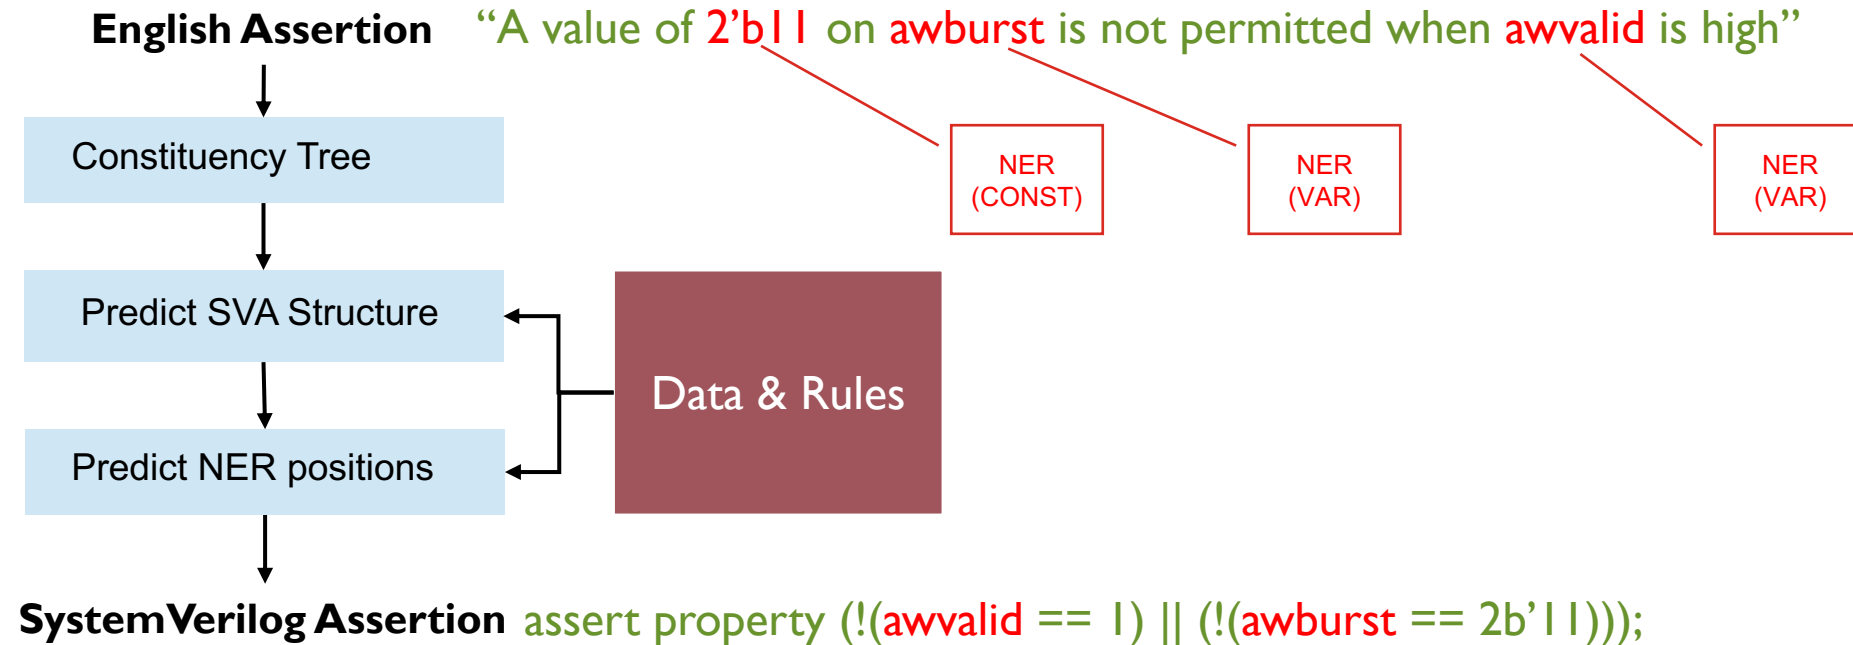 English Assertion “A value of 2’b11 on awburst is not permitted when awvalid is high”
Constituency Tree
NER
(CONST)
NER
(VAR)
NER
(VAR)
Predict SVA Structure
Data & Rules
Predict NER positions
SystemVerilog Assertion assert property (!(awvalid == 1) || (!(awburst == 2b’11)));